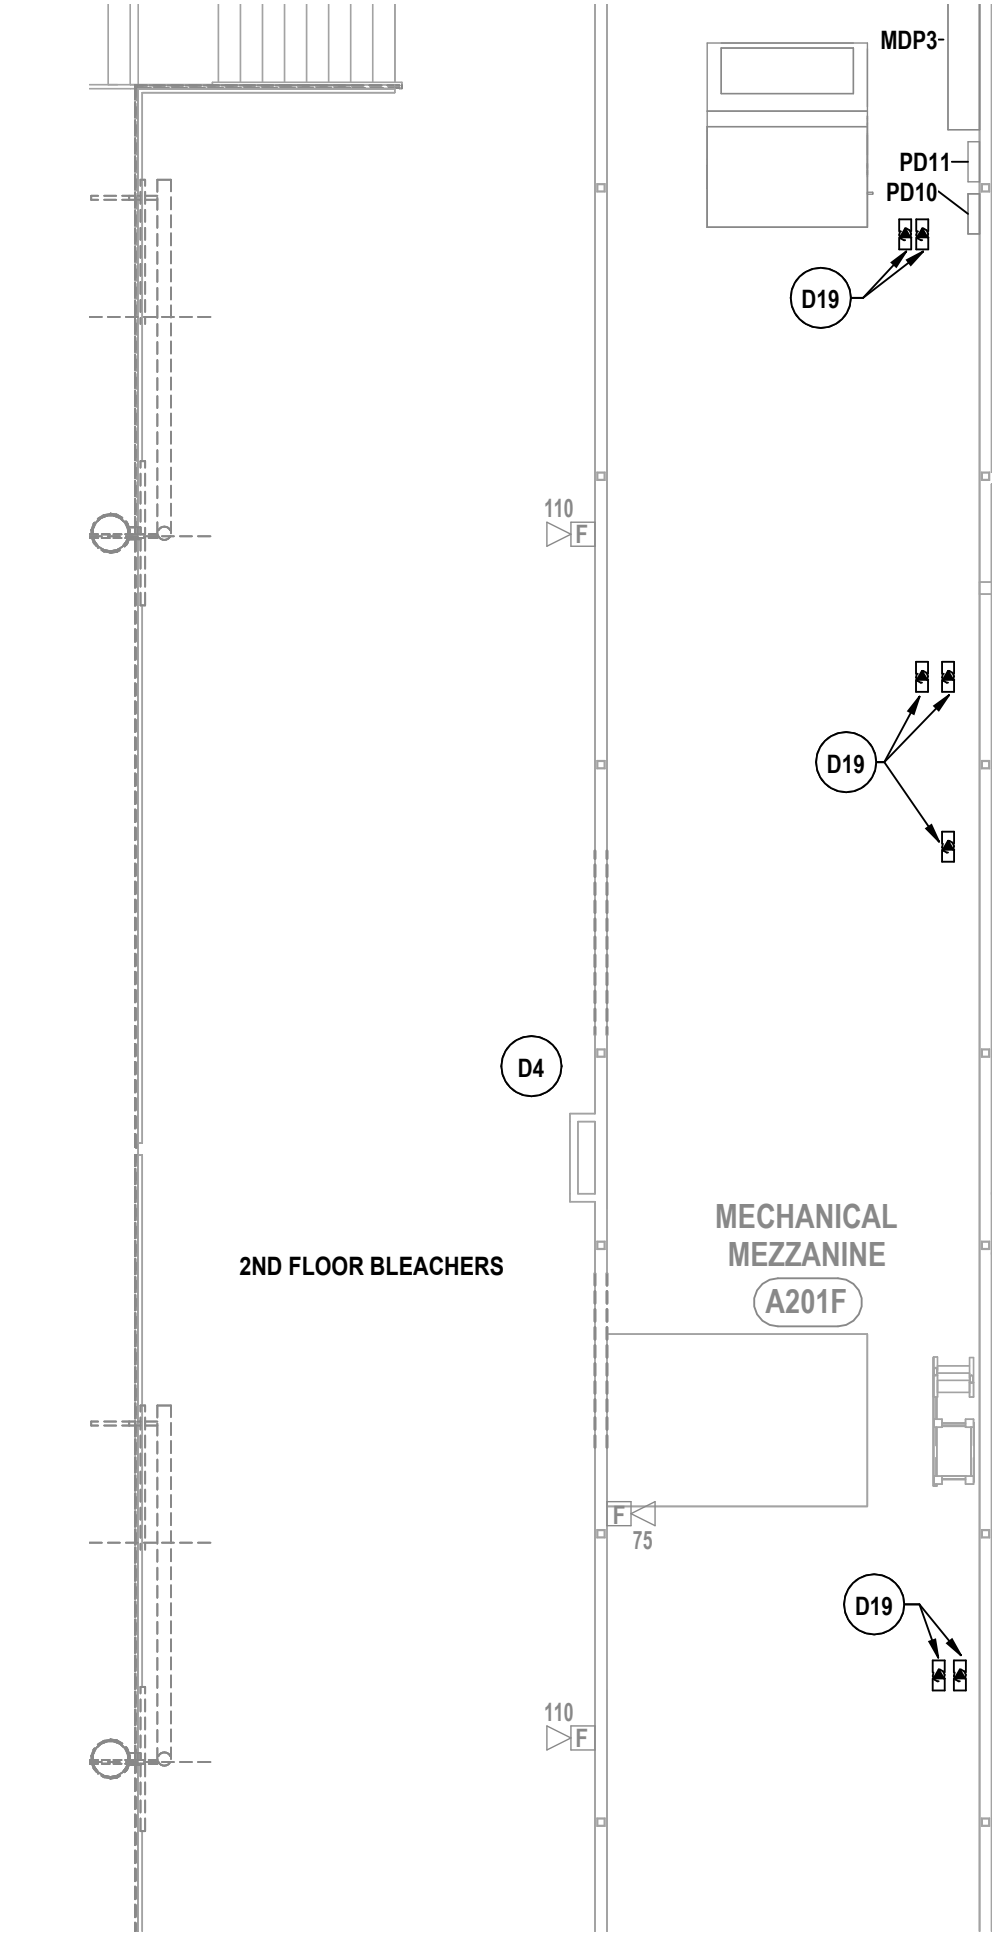 MDP3
PD11
PD10
D19
110
F
D19
D4
MECHANICAL
MEZZANINE
2ND FLOOR BLEACHERS
A201F
F
75
D19
110
F